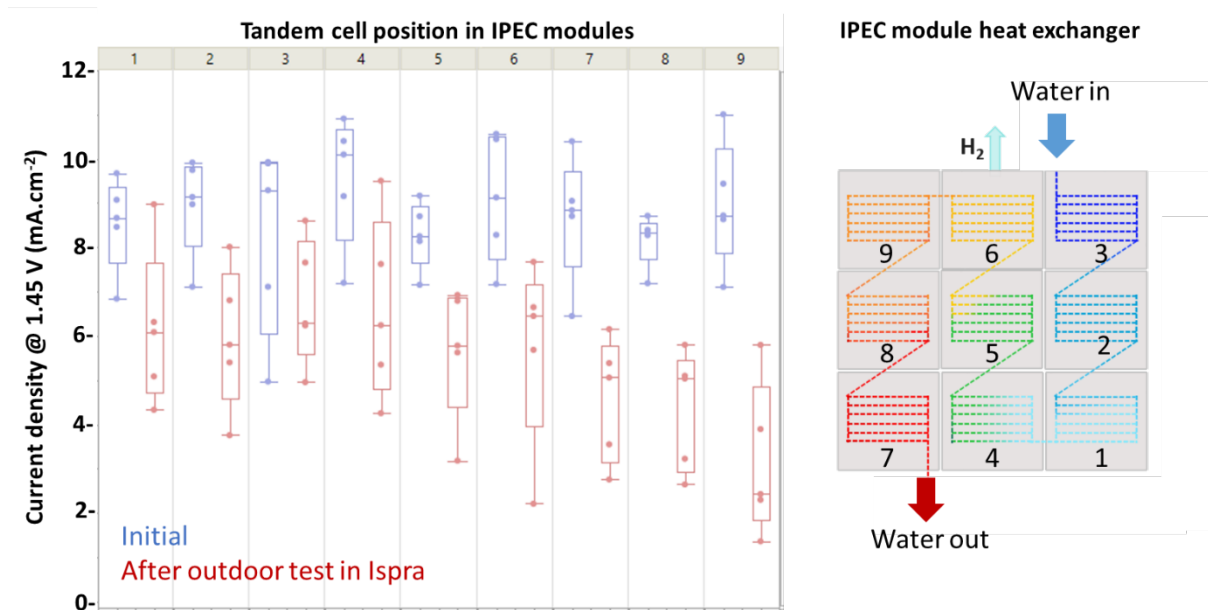 Tandem cell position in IPEC modules
1 2 3 4 5 6 7 8 9
Current density @ 1.45 V (mA.cm-2)
12-
10-
8-
6-
4-
2-
0-
Initial
After outdoor test in Ispra
IPEC module heat exchanger
Water in
H2
9 6 3
8 5 2
7 4 1
Water out